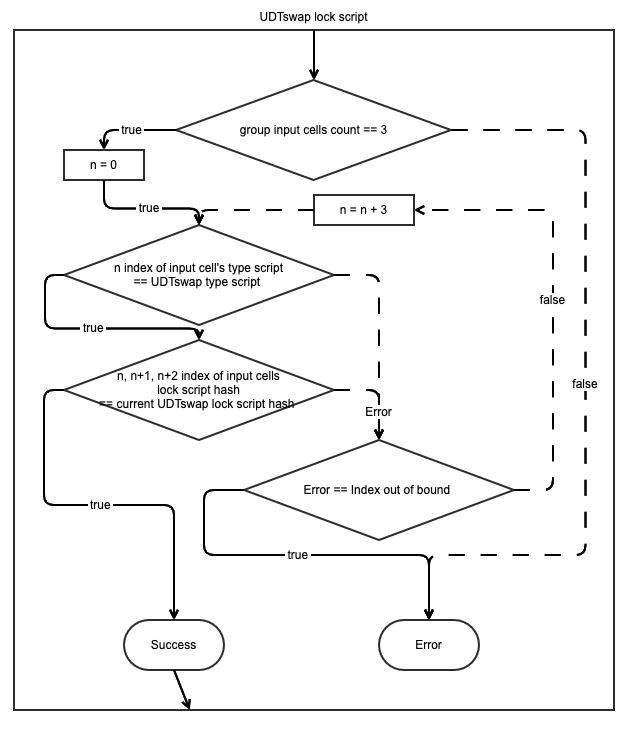 UDTswap lock script
group input cells count == 3
true
n = 0
true
n = n + 3
n index of input cell's type script
== UDTswap type script
false
true
n, n+1, n+2 index of input cells
lock script hash
== current UDTswap lock script hash
false
Error
Error == Index out of bound
true
true
Success
Error